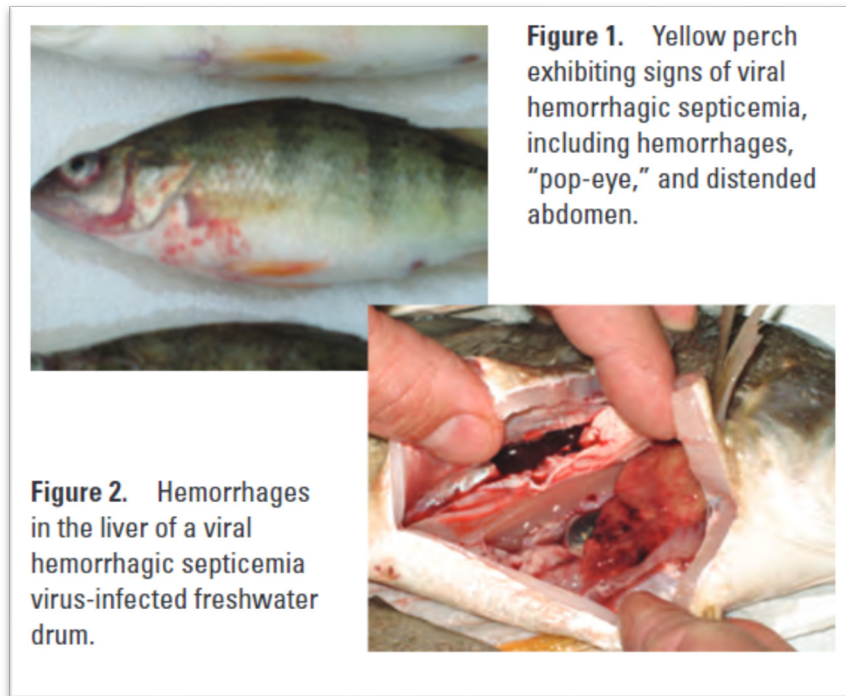 Figure 1. Yellow perch
exhibiting signs of viral
hemorrhagic septicemia,
including hemorrhages,
“pop-eye,” and distended
abdomen.
Figure 2. Hemorrhages
in the liver of a viral
hemorrhagic septicemia
virus-infected freshwater
drum.